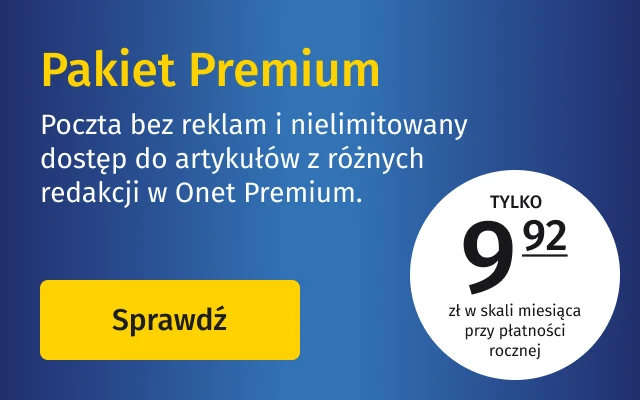 Pakiet Premium
Poczta bez reklam i nielimitowany
dostęp do artykułów z różnych
redakcji w Onet Premium.
TYLKO
9 92
zł w skali miesiąca
przy płatności
rocznej
Sprawdź